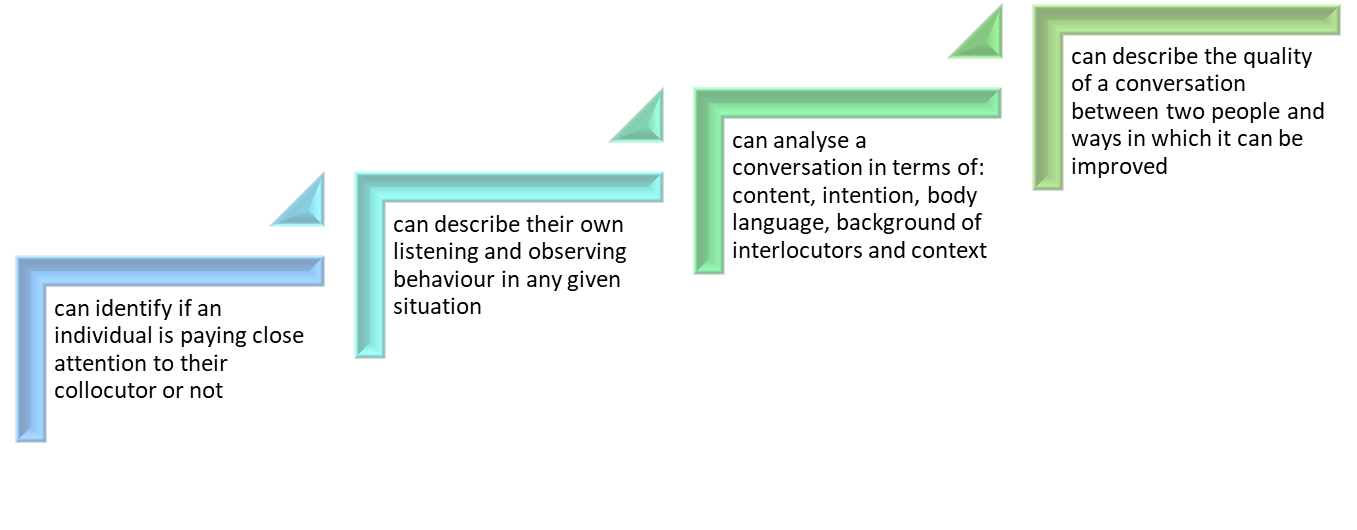 can identify if an
individual is paying close
attention to their
collocutor or not
can describe their own
listening and observing
behaviour in any given
situation
can analyse a
conversation in terms of:
content, intention, body
language, background of
interlocutors and context
can describe the quality
of a conversation
between two people and
ways in which it can be
improved